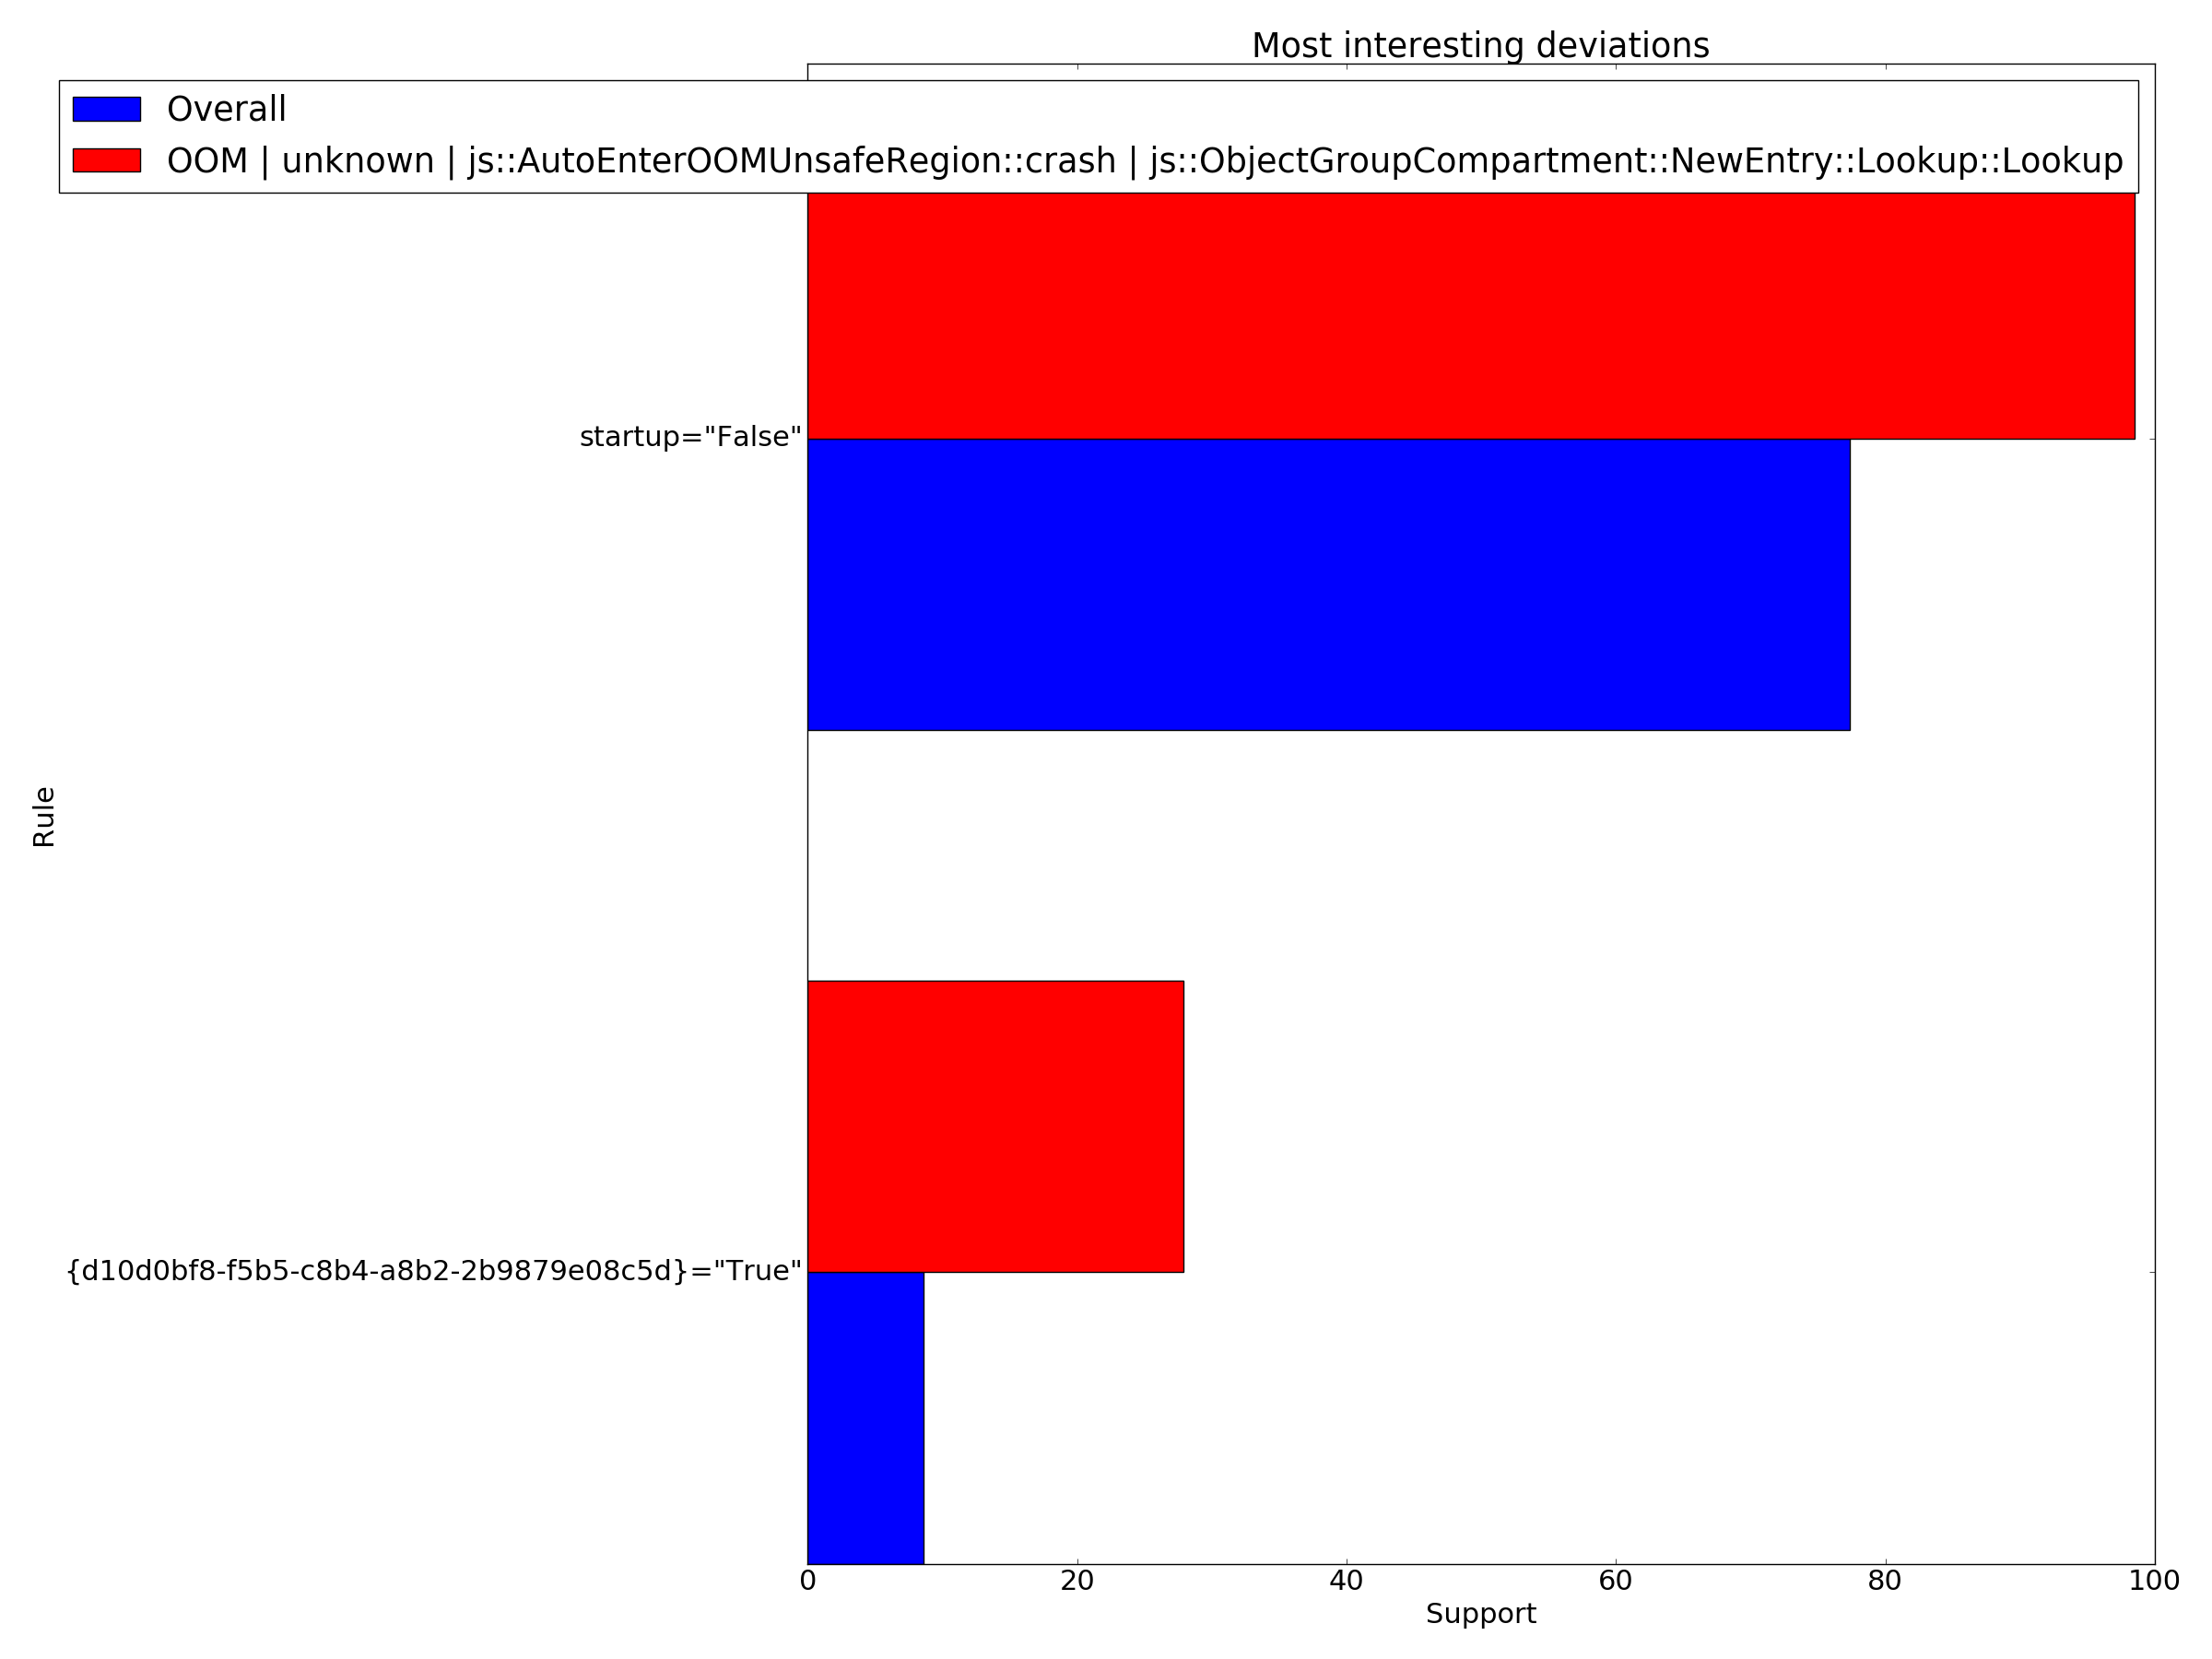 Most interesting deviations
Overall
OOM | unknown | js::AutoEnterOOMUnsafeRegion::crash | js::ObjectGroupCompartment::NewEntry::Lookup::Lookup
startup="False"
Rule
{d10d0bf8-f5b5-c8b4-a8b2-2b9879e08c5d}="True"
0 20 40 60 80 100
Support